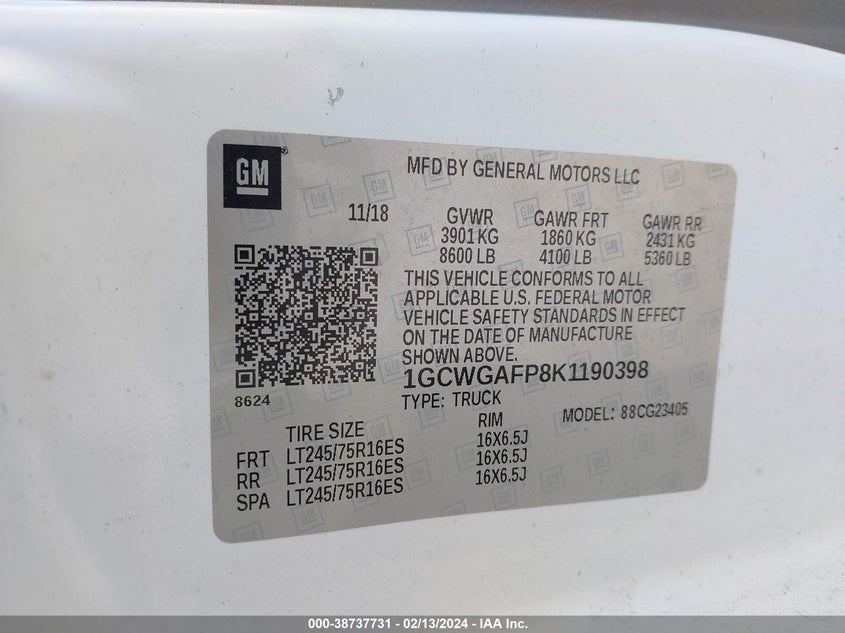 GM
MFD BY GENERAL MOTORS LLC
11/18
GVWR GAWR FRT GAWR RR
3901 KG 1860 KG 2431 KG
8600 LB 4100 LB 5360 LB
THIS VEHICLE CONFORMS TO ALL
APPLICABLE U.S. FEDERAL MOTOR
VEHICLE SAFETY STANDARDS IN EFFECT
ON THE DATE OF MANUFACTURE
SHOWN ABOVE.
1GCWGAFP8K1190398
8624
TYPE: TRUCK MODEL: 88CG23405
TIRE SIZE RIM
FRT LT245/75R16ES 16X6.5J
RR LT245/75R16ES 16X6.5J
SPA LT245/75R16ES 16X6.5J
000-38737731 - 02/13/2024 - IAA Inc.